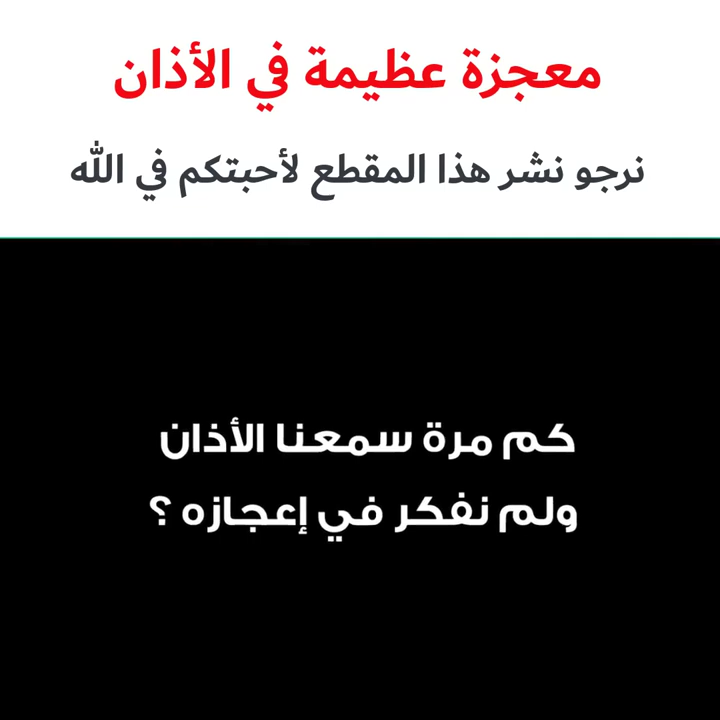 معجزة عظيمة في الأذان
نرجو نشر هذا المقطع لأحبتكم في الله
كم مرة سمعنا الأذان
ولم نفكر في إعجازه ؟